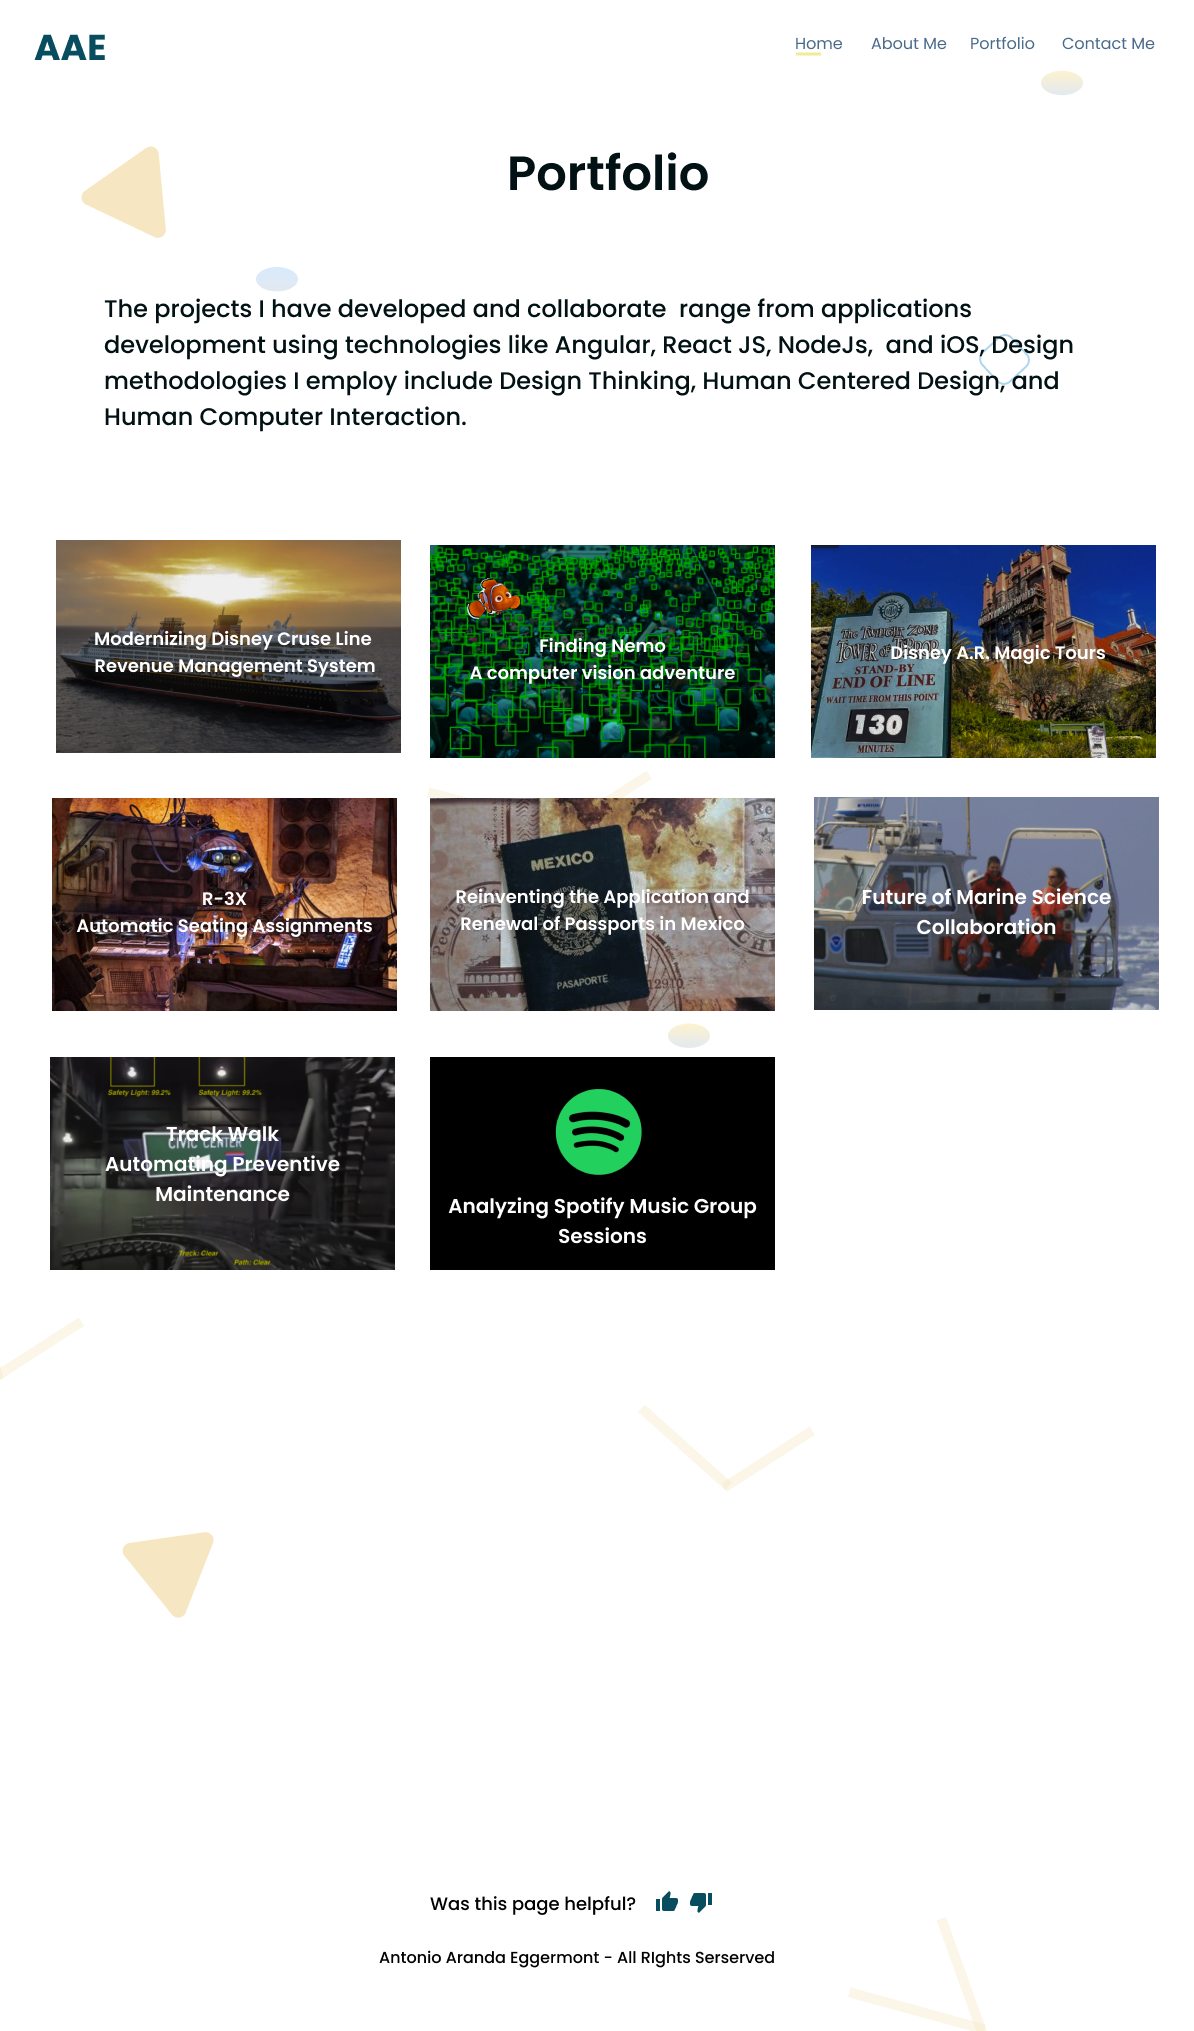 AAE
Home About Me Portfolio Contact Me
Portfolio
The projects I have developed and collaborate  range from applications
development using technologies like Angular, React JS, NodeJs,  and iOS, Design
methodologies I employ include Design Thinking, Human Centered Design, and
Human Computer Interaction.
Modernizing Disney Cruse Line
Revenue Management System
Finding Nemo
A computer vision adventure
The Twilight Zone
Tower of Terror
Disney A.R. Magic Tours
STAND-BY
END OF LINE
WAIT TIME FROM THIS POINT
130
MINUTES
R-3X
Automatic Seating Assignments
MEXICO
Reinventing the Application and
Renewal of Passports in Mexico
PASAPORTE
Future of Marine Science
Collaboration
Safety Light: 99.2% Safety Light: 99.2%
Track Walk
CIVIC CENTER
Automating Preventive
Maintenance
Track: Clear
Path: Clear
Analyzing Spotify Music Group
Sessions
Was this page helpful?
Antonio Aranda Eggermont - All RIghts Serserved